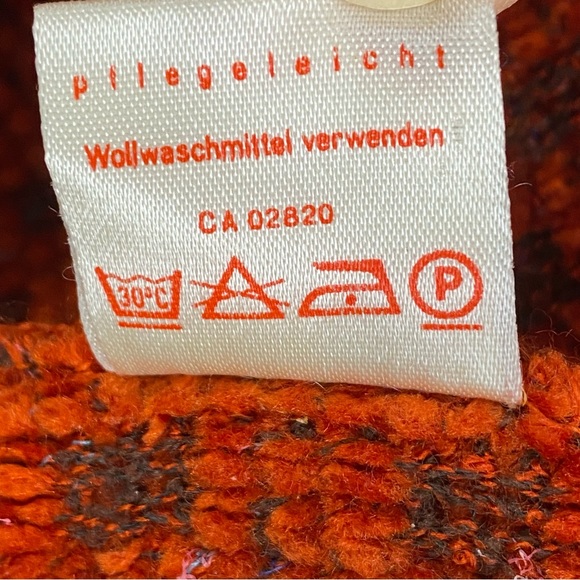 pflegeleicht
Wollwaschmittel verwenden
CA 02820
30°C P